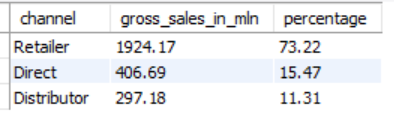 channel gross_sales_in_mln percentage
Retailer 1924.17 73.22
Direct 406.69 15.47
Distributor 297.18 11.31